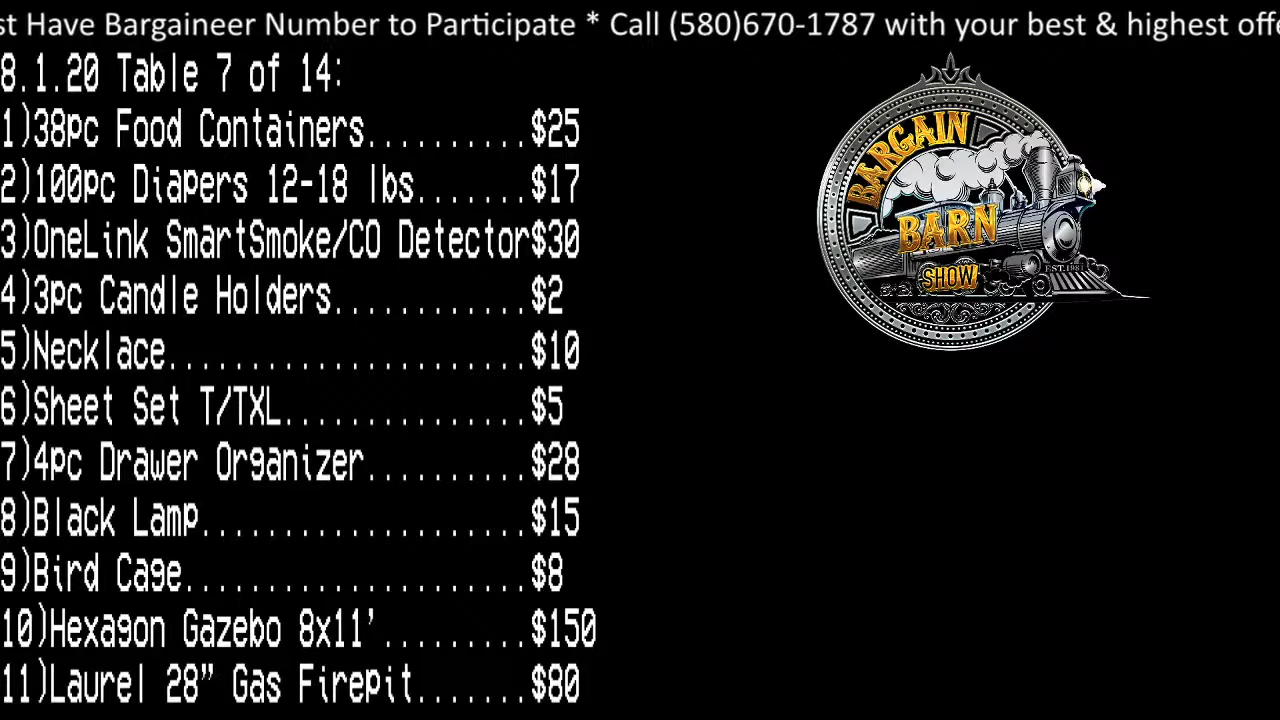 st Have Bargaineer Number to Participate * Call (580)670-1787 with your best & highest offe
8.1.20 Table 7 of 14:
1)38pc Food Containers..........$25
2)100pc Diapers 12-18 lbs.......$17
3)OneLink SmartSmoke/CO Detector$30
4)3pc Candle Holders............$2
5)Necklace......................$10
6)Sheet Set T/TXL...............$5
7)4pc Drawer Organizer..........$28
8)Black Lamp....................$15
9)Bird Cage.....................$8
10)Hexagon Gazebo 8x11'.........$150
11)Laurel 28" Gas Firepit.......$80
BARGAIN
BARN
SHOW
EST.198